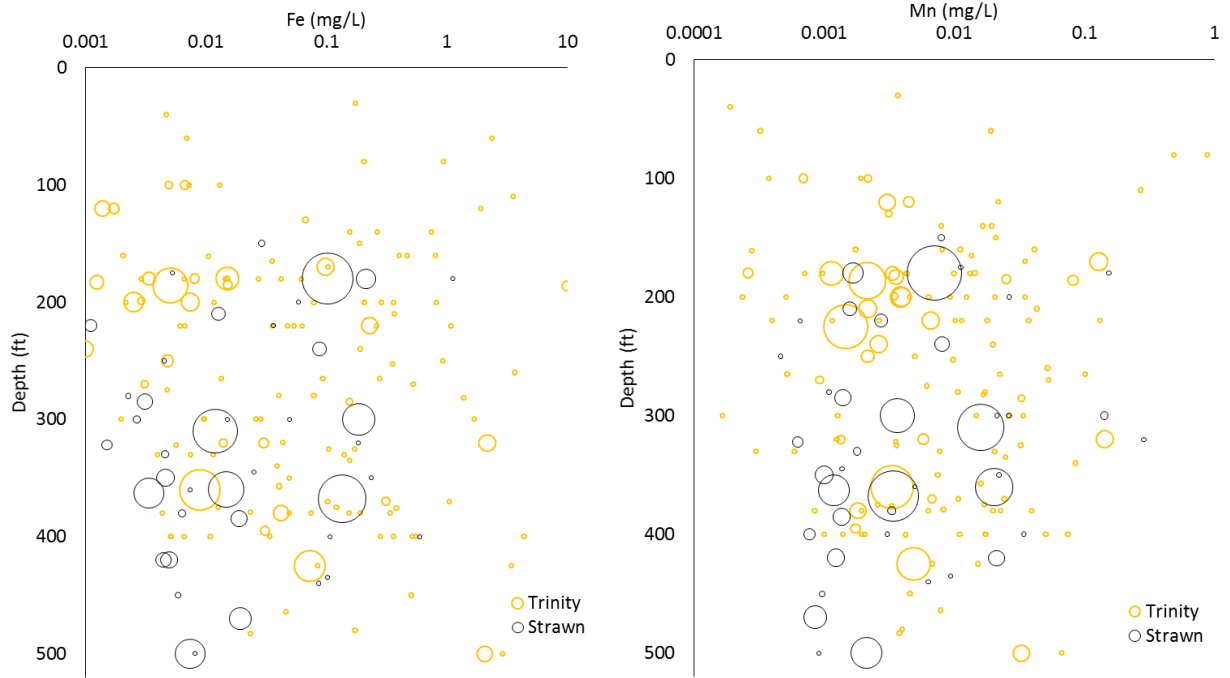 Fe (mg/L)
0.001 0.01 0.1 1 10
0
100
200
300
400
500
Depth (ft)
Trinity
Strawn
Mn (mg/L)
0.0001 0.001 0.01 0.1 1
0
100
200
300
400
500
Depth (ft)
Trinity
Strawn